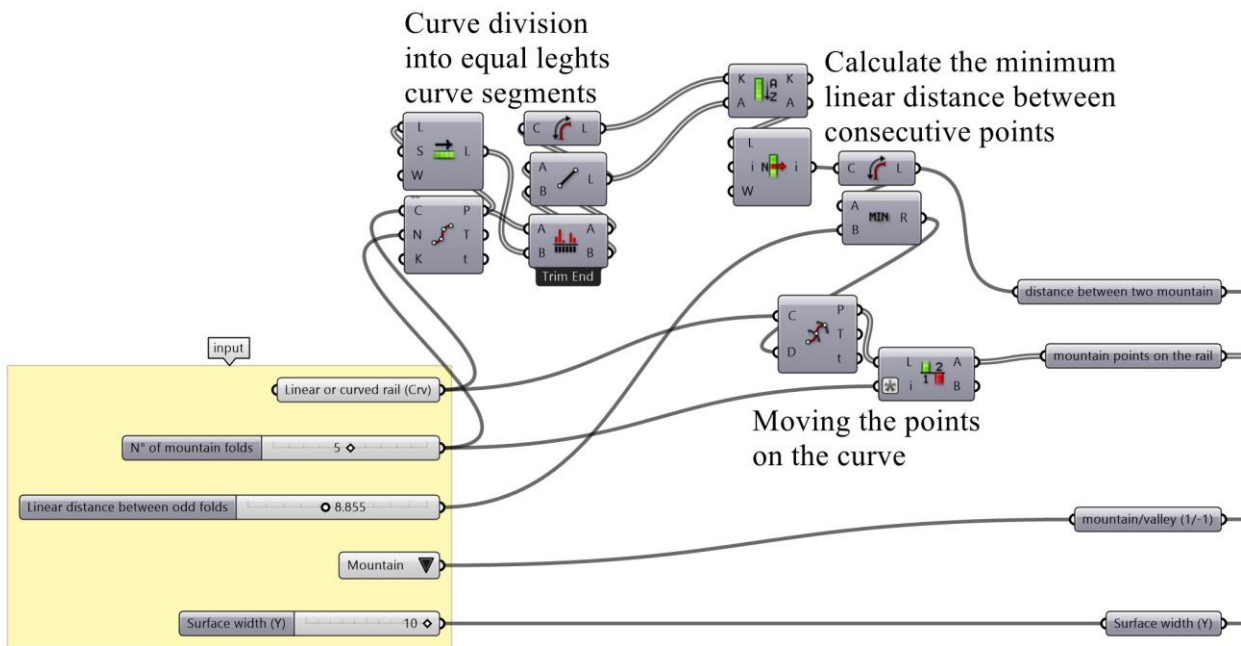 Curve division
into equal leghts
curve segments
Calculate the minimum
linear distance between
consecutive points
L
S
W
L
C
N
K
P
T
t
C L
A
B
L
A
B
A
B
Trim End
K
A
K
A
A
Z
L
i
W
N
i
C L
A
B
MIN
R
C
D
P
T
t
L
i
2
1
A
B
Moving the points
on the curve
distance between two mountain
mountain points on the rail
mountain/valley (1/-1)
Surface width (Y)
input
Linear or curved rail (Crv)
N° of mountain folds 5
Linear distance between odd folds 8.855
Mountain
Surface width (Y) 10